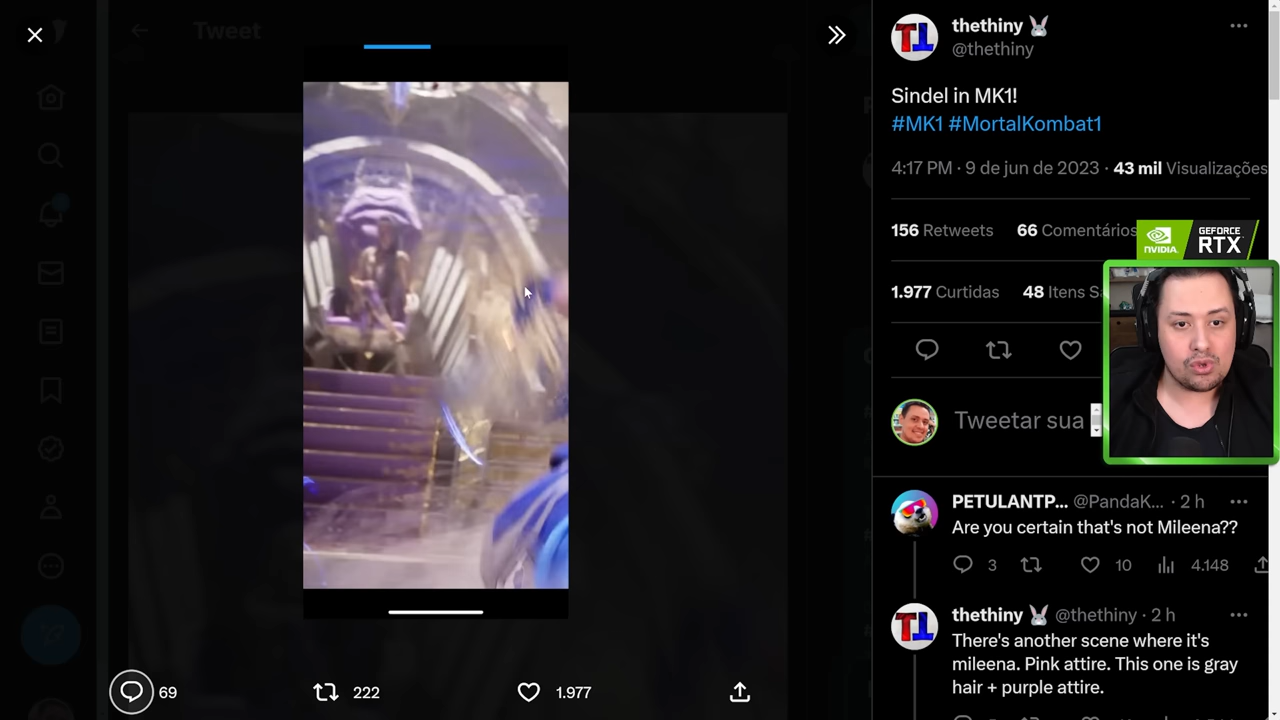 Tweet
thethiny
@thethiny
Sindel in MK1!
#MK1 #MortalKombat1
4:17 PM · 9 de jun de 2023 · 43 mil Visualizações
156 Retweets 66 Comentários
NVIDIA
GEFORCE
RTX
1.977 Curtidas 48 Itens
TT
Tweetar sua
PETULANTP... @PandaK... · 2 h
Are you certain that's not Mileena??
3 10 4.148
thethiny @thethiny · 2 h
There's another scene where it's
mileena. Pink attire. This one is gray
hair + purple attire.
69 222 1.977